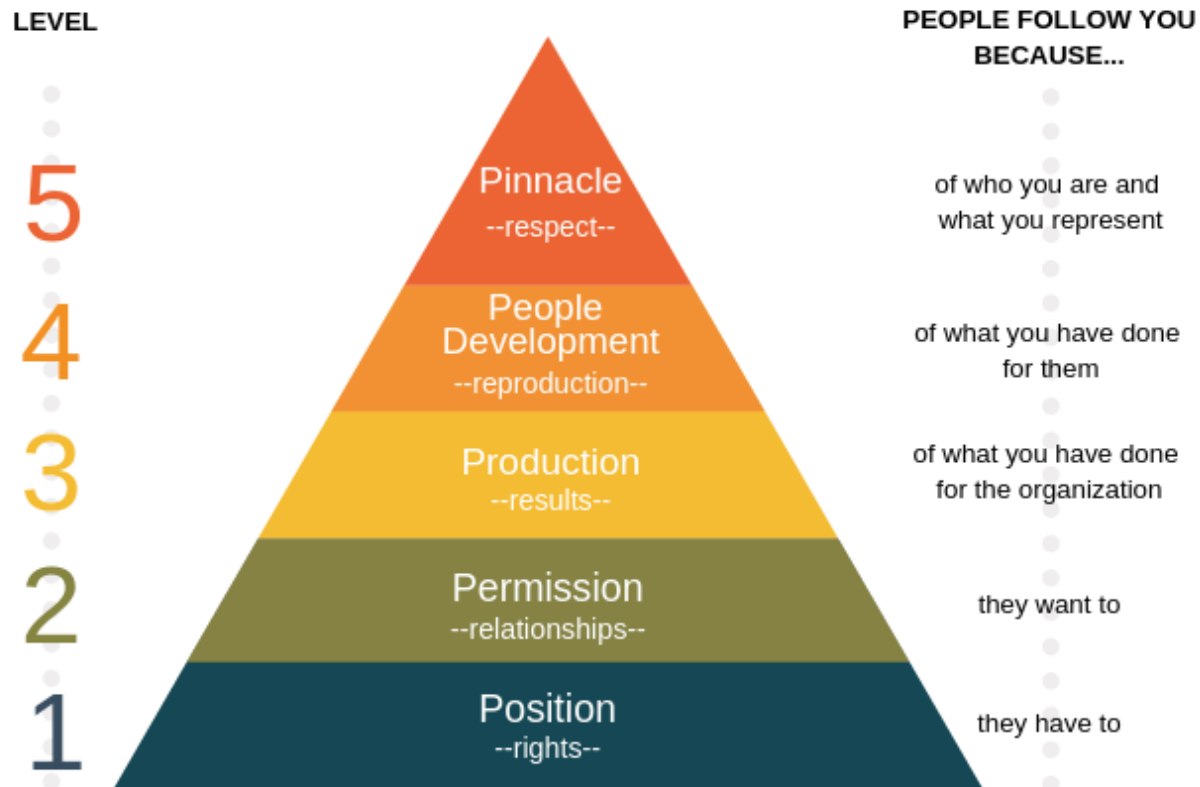 LEVEL
PEOPLE FOLLOW YOU
BECAUSE...
5
Pinnacle
--respect--
of who you are and
what you represent
4
People
Development
--reproduction--
of what you have done
for them
3
Production
--results--
of what you have done
for the organization
2
Permission
--relationships--
they want to
1
Position
--rights--
they have to